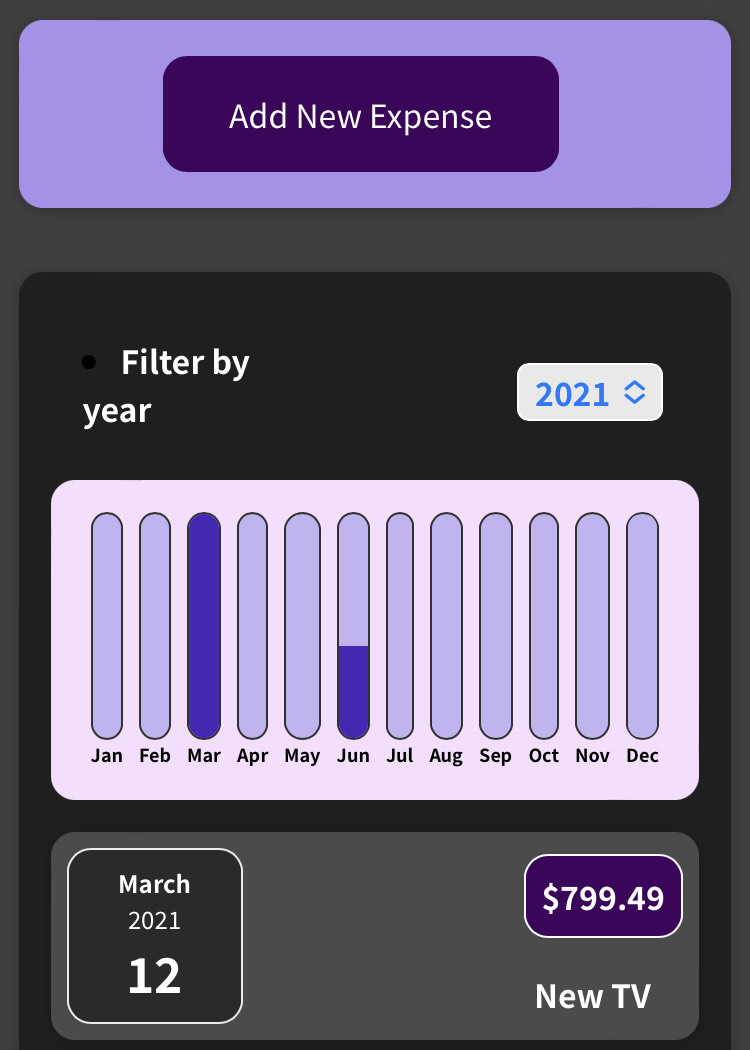 Add New Expense
Filter by
year
2021
Jan Feb Mar Apr May Jun Jul Aug Sep Oct Nov Dec
March
2021
12
$799.49
New TV